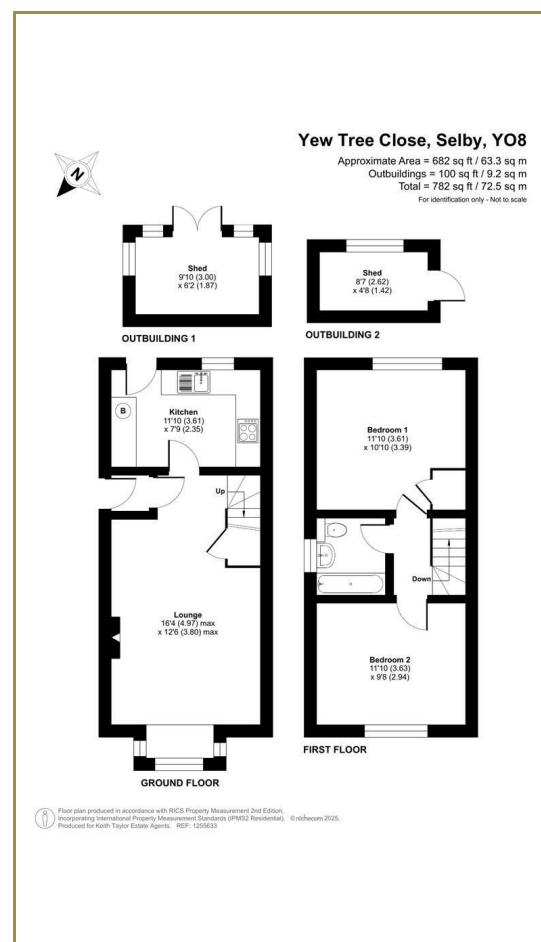 Yew Tree Close, Selby, YO8
Approximate Area = 682 sq ft / 63.3 sq m
Outbuildings = 100 sq ft / 9.2 sq m
Total = 782 sq ft / 72.5 sq m
For identification only - Not to scale
N
Shed
9'10 (3.00)
x 6'2 (1.87)
OUTBUILDING 1
Shed
8'7 (2.62)
x 4'8 (1.42)
OUTBUILDING 2
B
Kitchen
11'10 (3.61)
x 7'9 (2.35)
Up
Lounge
16'4 (4.97) max
x 12'6 (3.80) max
GROUND FLOOR
Bedroom 1
11'10 (3.61)
x 10'10 (3.39)
Down
Bedroom 2
11'10 (3.63)
x 9'8 (2.94)
FIRST FLOOR
Floor plan produced in accordance with RICS Property Measurement 2nd Edition,
Incorporating International Property Measurement Standards (IPMS2 Residential). © nichecom 2025.
Produced for Keith Taylor Estate Agents. REF: 1255633